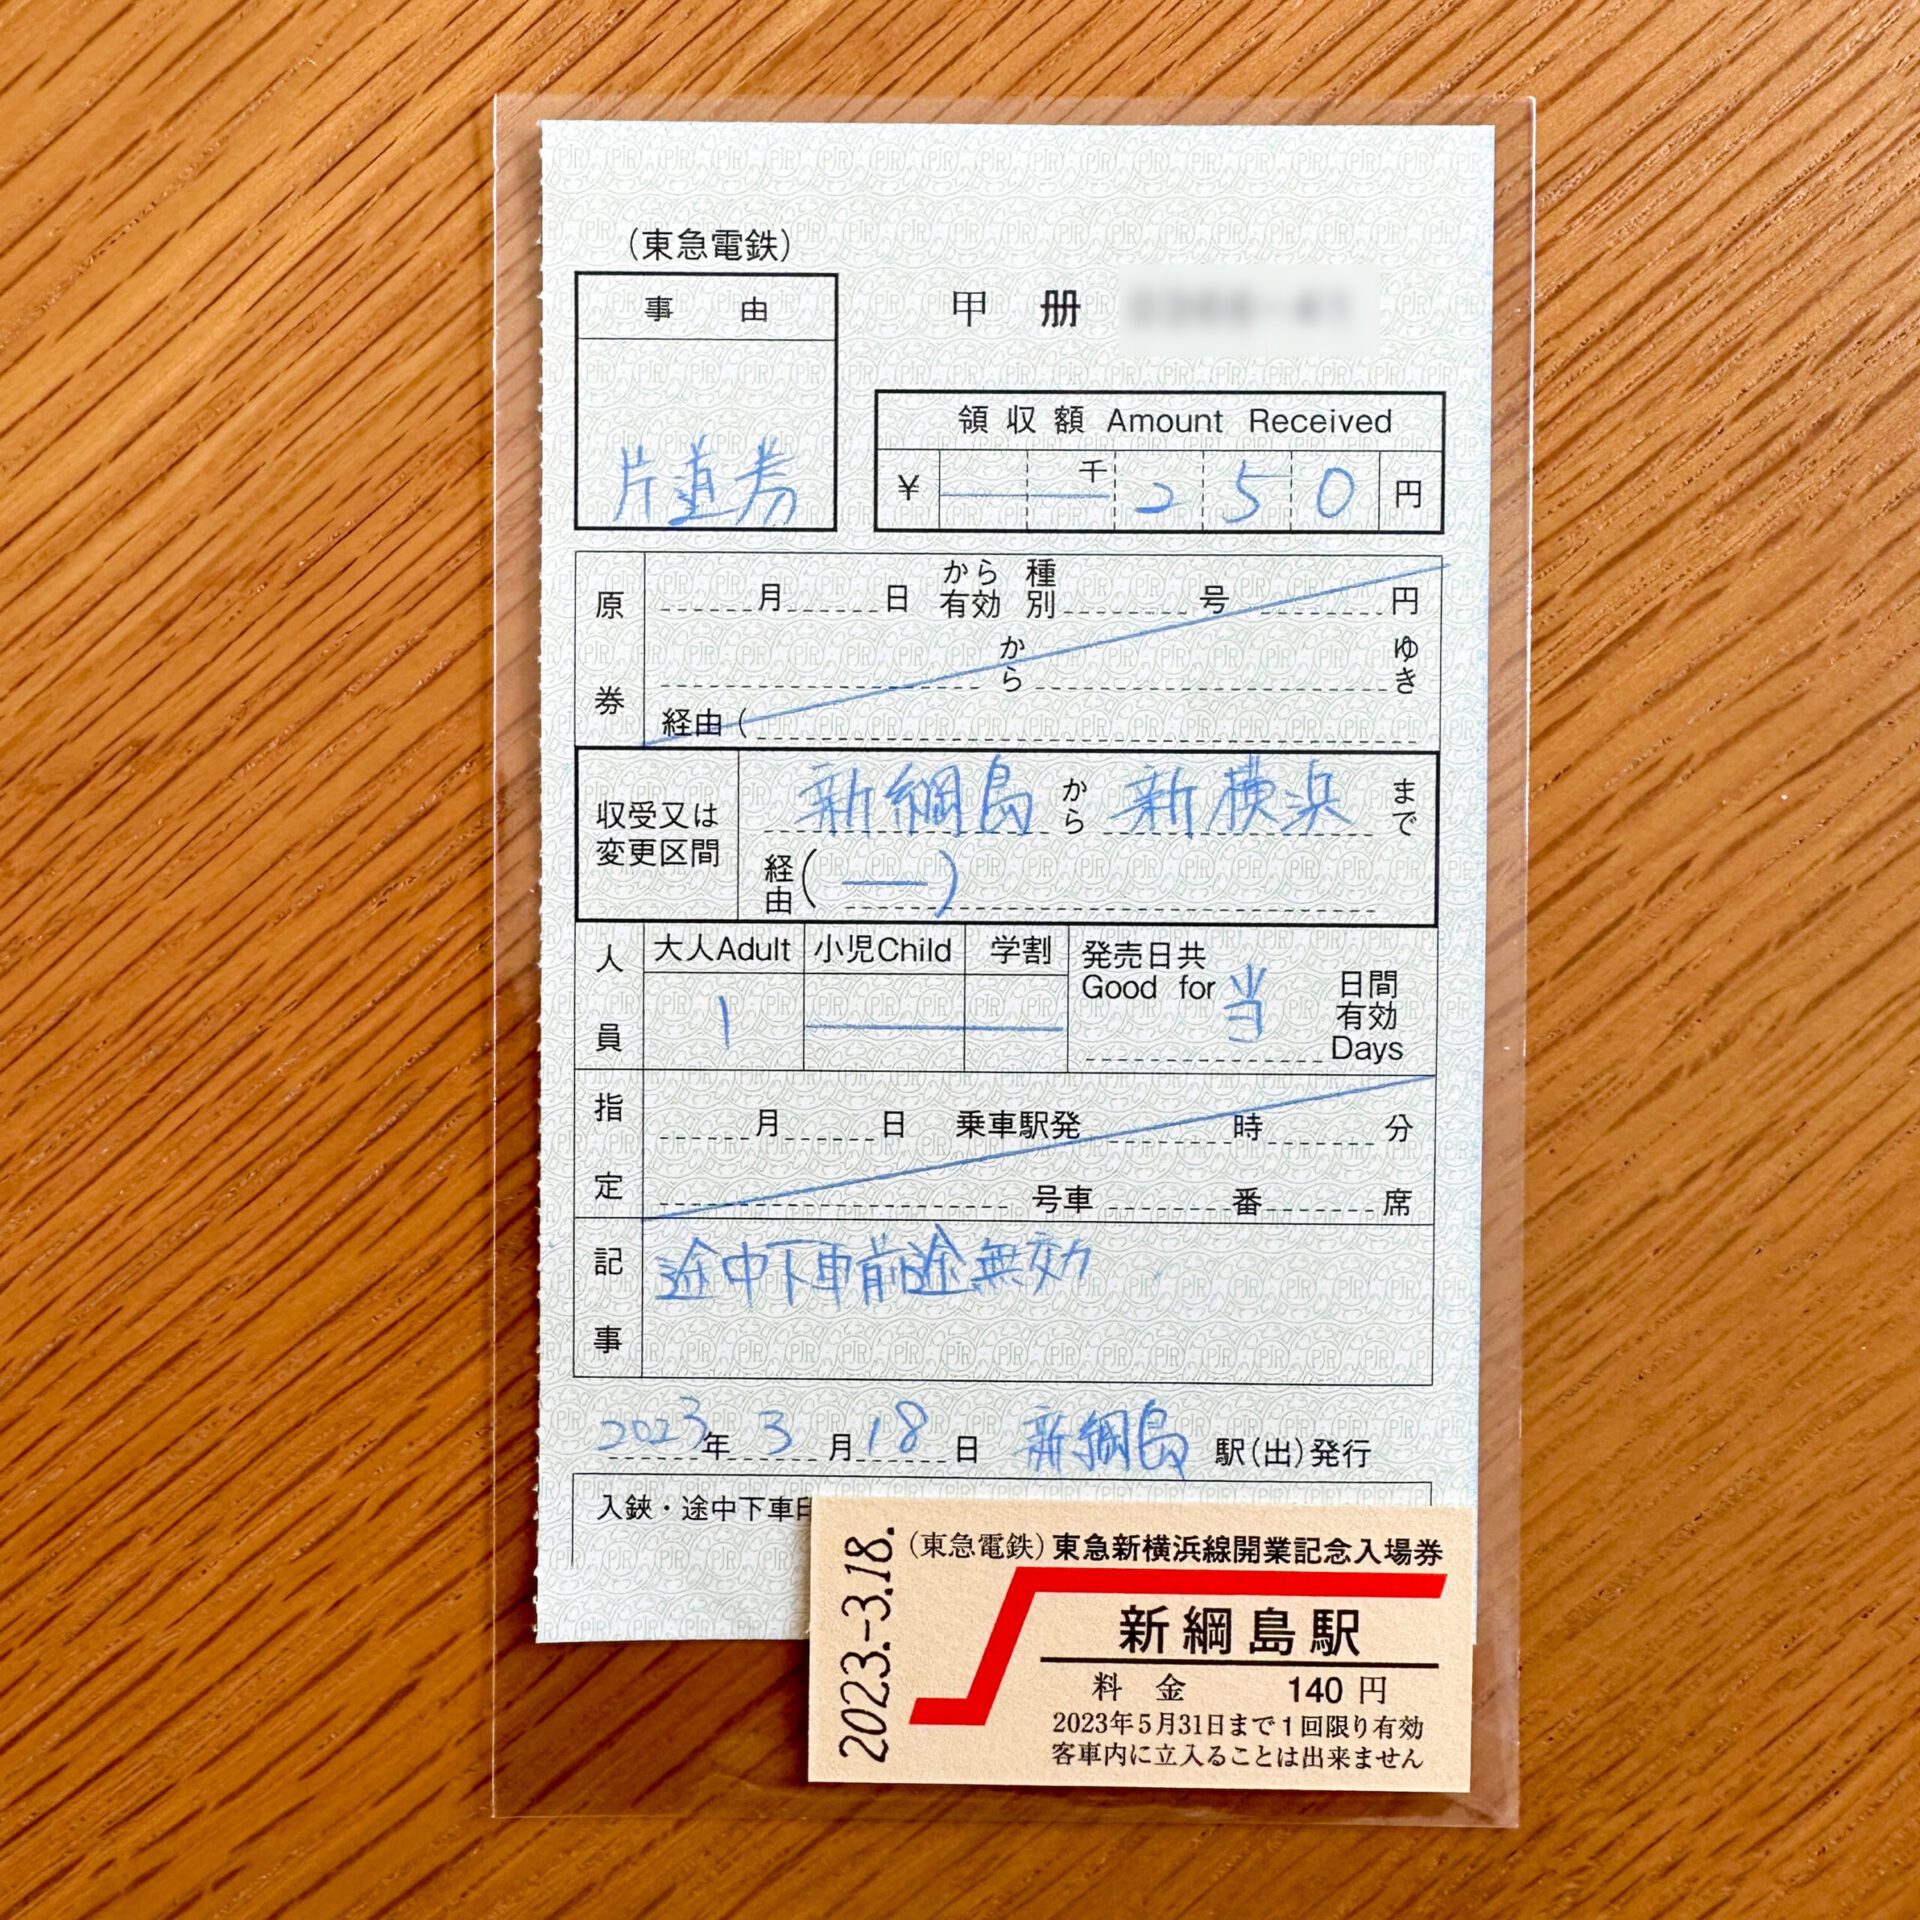 (東急電鉄)
事 由
甲 冊
片道券
領収額 Amount Received
¥ 千 250 円
原券
月 日 から有効 種別 号 円
から ゆき
経由(
収受又は変更区間
新綱島 から 新横浜 まで
経由( ― )
人員
大人Adult 小児Child 学割
1
発売日共 Good for 当 日間有効 Days
指定
月 日 乗車駅発 時 分
号車 番 席
記事
途中下車前途無効
2023年 3月 18日 新綱島 駅(出)発行
入鋏・途中下車印
2023.-3.18.
(東急電鉄)東急新横浜線開業記念入場券
新綱島駅
料金 140円
2023年5月31日まで1回限り有効
客車内に立入ることは出来ません